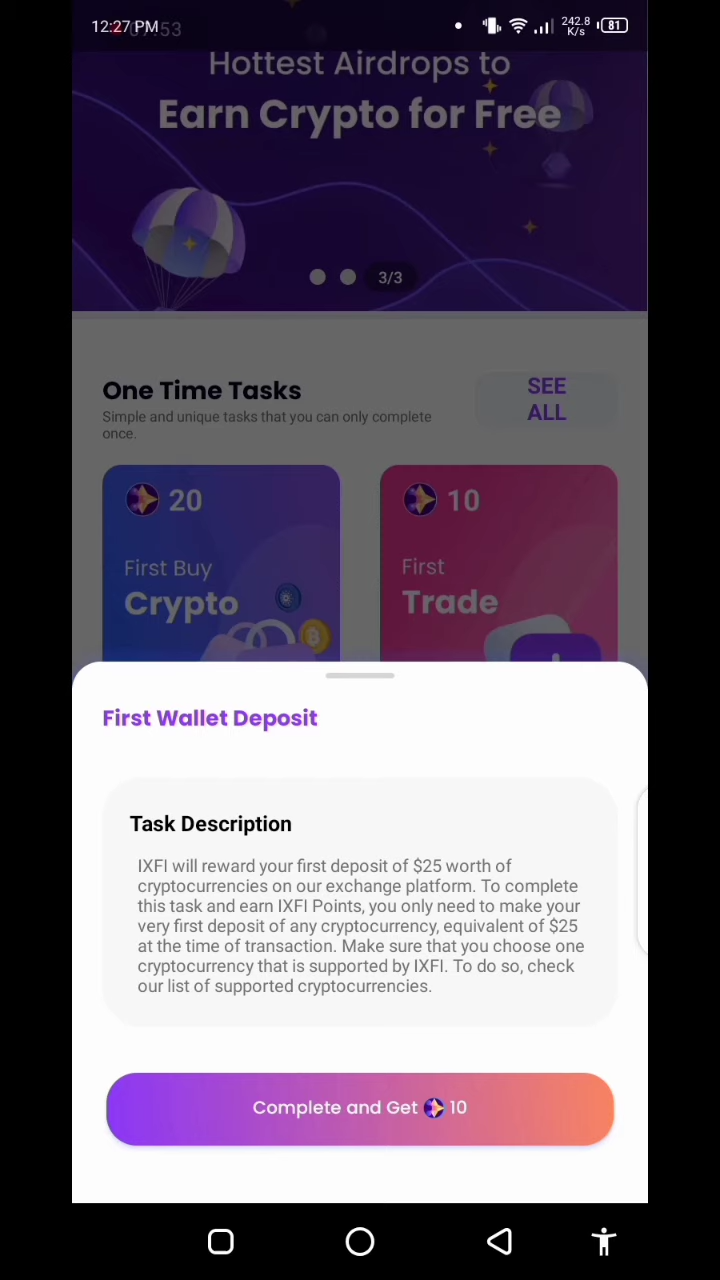 12:27 PM
07:53
242.8
K/s
81
Hottest Airdrops to
Earn Crypto for Free
3/3
One Time Tasks
SEE
ALL
Simple and unique tasks that you can only complete
once.
20
10
First Buy
Crypto
First
Trade
First Wallet Deposit
Task Description
IXFI will reward your first deposit of $25 worth of
cryptocurrencies on our exchange platform. To complete
this task and earn IXFI Points, you only need to make your
very first deposit of any cryptocurrency, equivalent of $25
at the time of transaction. Make sure that you choose one
cryptocurrency that is supported by IXFI. To do so, check
our list of supported cryptocurrencies.
Complete and Get 10